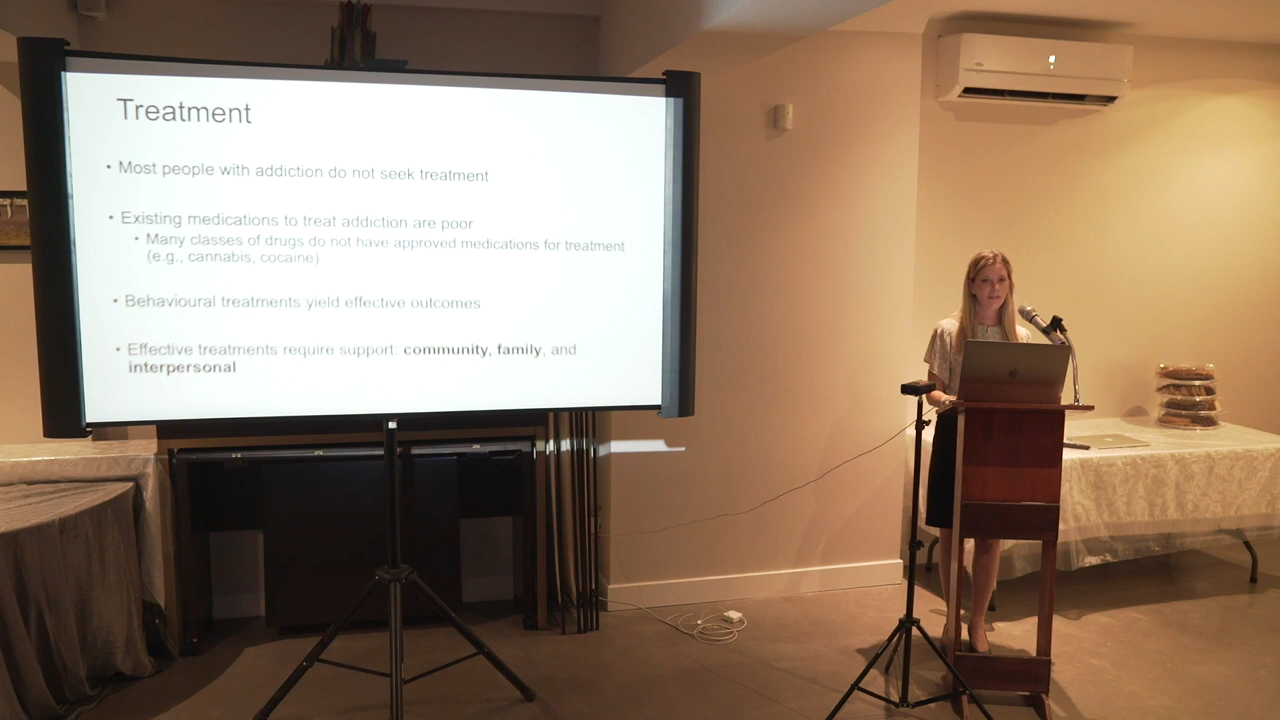 Treatment
• Most people with addiction do not seek treatment
• Existing medications to treat addiction are poor
• Many classes of drugs do not have approved medications for treatment
(e.g., cannabis, cocaine)
• Behavioural treatments yield effective outcomes
• Effective treatments require support: community, family, and
interpersonal